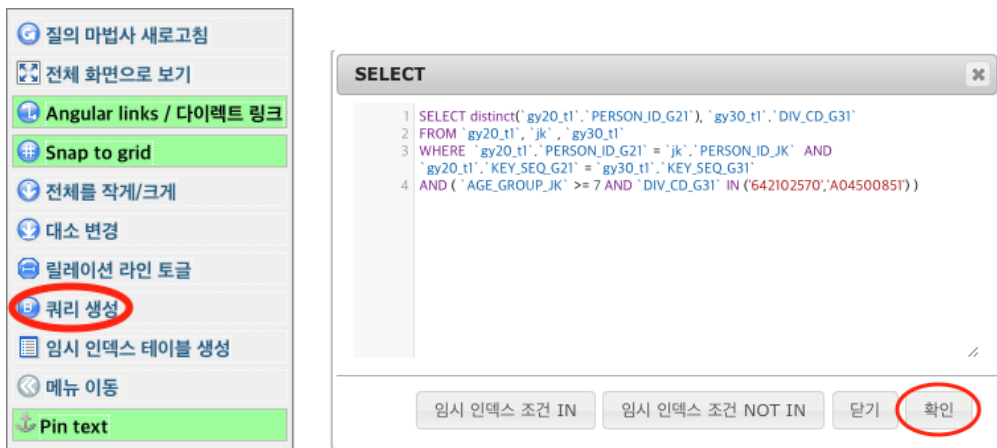 질의 마법사 새로고침
전체 화면으로 보기
Angular links / 다이렉트 링크
Snap to grid
전체를 작게/크게
대소 변경
릴레이션 라인 토글
쿼리 생성
임시 인덱스 테이블 생성
메뉴 이동
Pin text
SELECT
1 SELECT distinct(`gy20_t1`.`PERSON_ID_G21`), `gy30_t1`.`DIV_CD_G31`
2 FROM `gy20_t1`, `jk` , `gy30_t1`
3 WHERE `gy20_t1`.`PERSON_ID_G21` = `jk`.`PERSON_ID_JK` AND
`gy20_t1`.`KEY_SEQ_G21` = `gy30_t1`.`KEY_SEQ_G31`
4 AND ( `AGE_GROUP_JK` >= 7 AND `DIV_CD_G31` IN ('642102570','A04500851') )
임시 인덱스 조건 IN
임시 인덱스 조건 NOT IN
닫기
확인